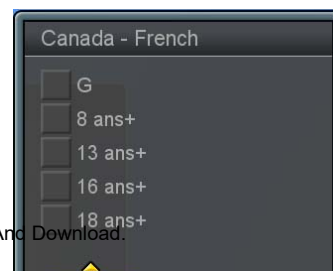 Canada - French
G
8 ans+
13 ans+
16 ans+
18 ans+
And Download.